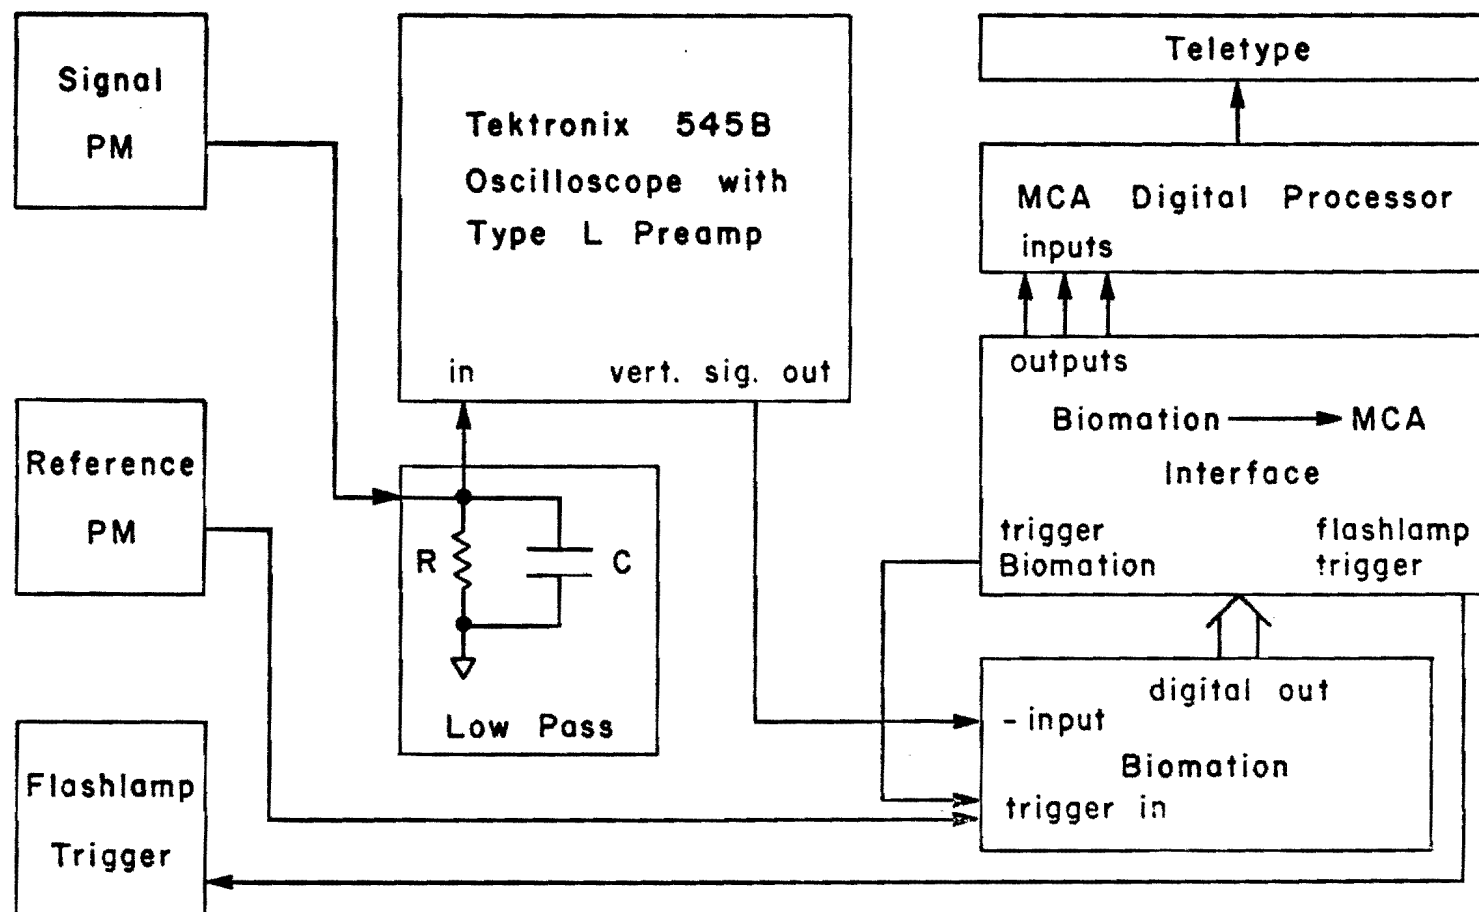 Signal
PM
Tektronix 545B
Oscilloscope with
Type L Preamp
in vert. sig. out
Teletype
MCA Digital Processor
inputs
outputs
Biomation MCA
Interface
trigger
Biomation
flashlamp
trigger
Reference
PM
R C
Low Pass
digital out
- input
Biomation
trigger in
Flashlamp
Trigger